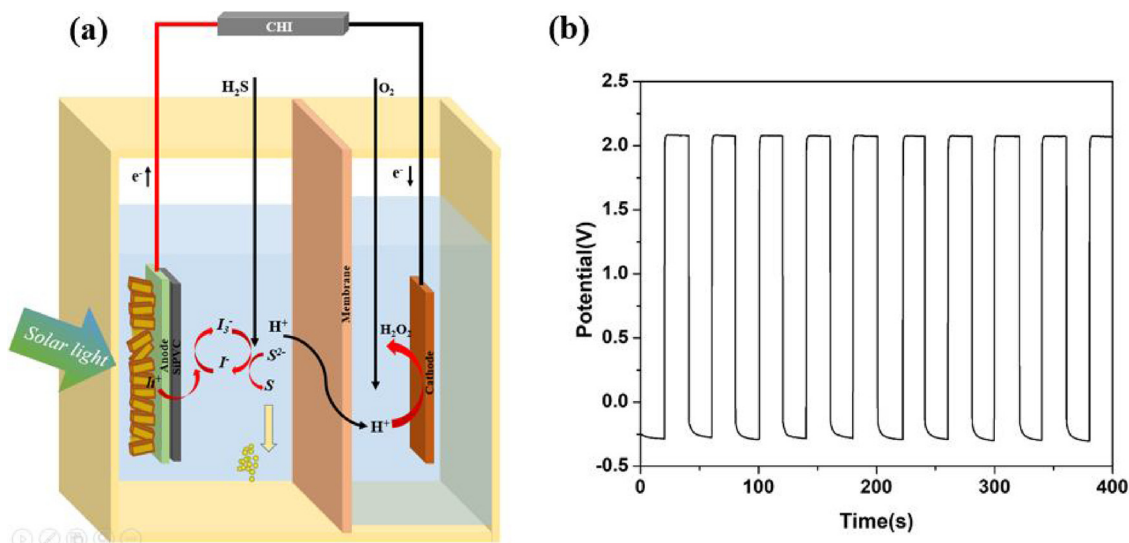 (a)
CHI
H₂S
O₂
e⁻
e⁻
Solar light
Anode
SiPVC
h⁺
I₃⁻
I⁻
H⁺
S²⁻
S
Membrane
H₂O₂
H⁺
Cathode
(b)
Potential(V)
2.5
2.0
1.5
1.0
0.5
0.0
-0.5
0
100
200
300
400
Time(s)